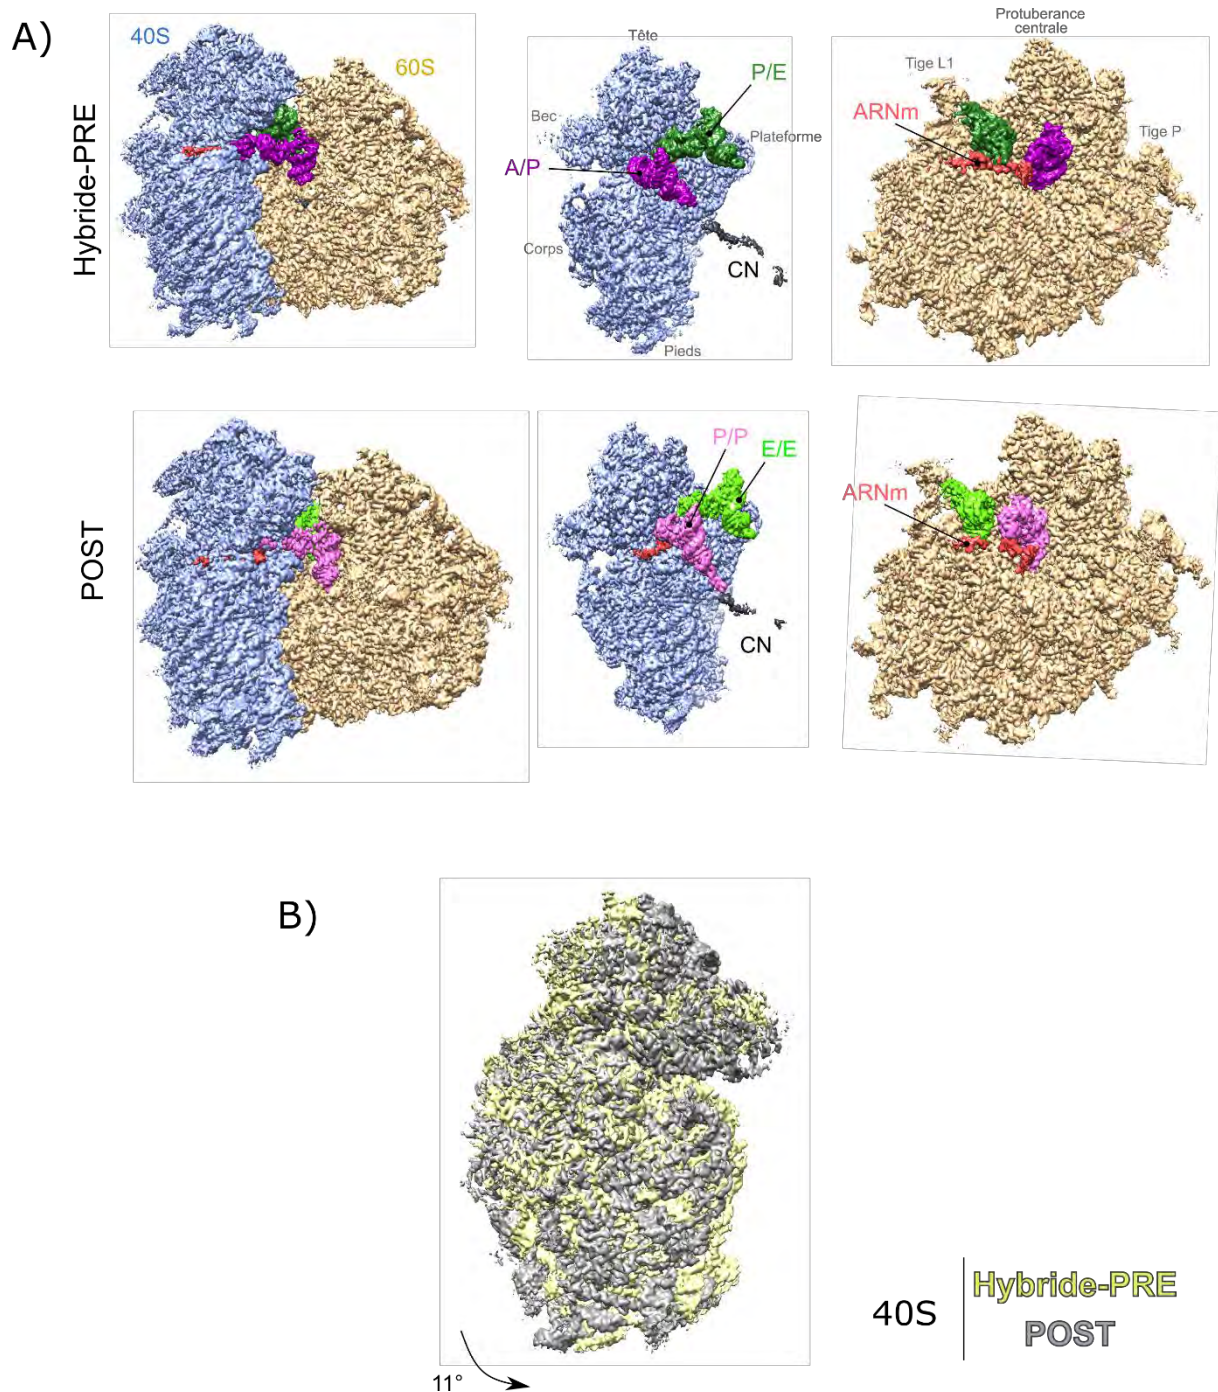 A)
Hybride-PRE
40S
60S
Tête
P/E
Bec
Plateforme
A/P
Corps
CN
Pieds
Protuberance
centrale
Tige L1
ARNm
Tige P
POST
P/P
E/E
CN
ARNm
B)
11°
40S
Hybride-PRE
POST